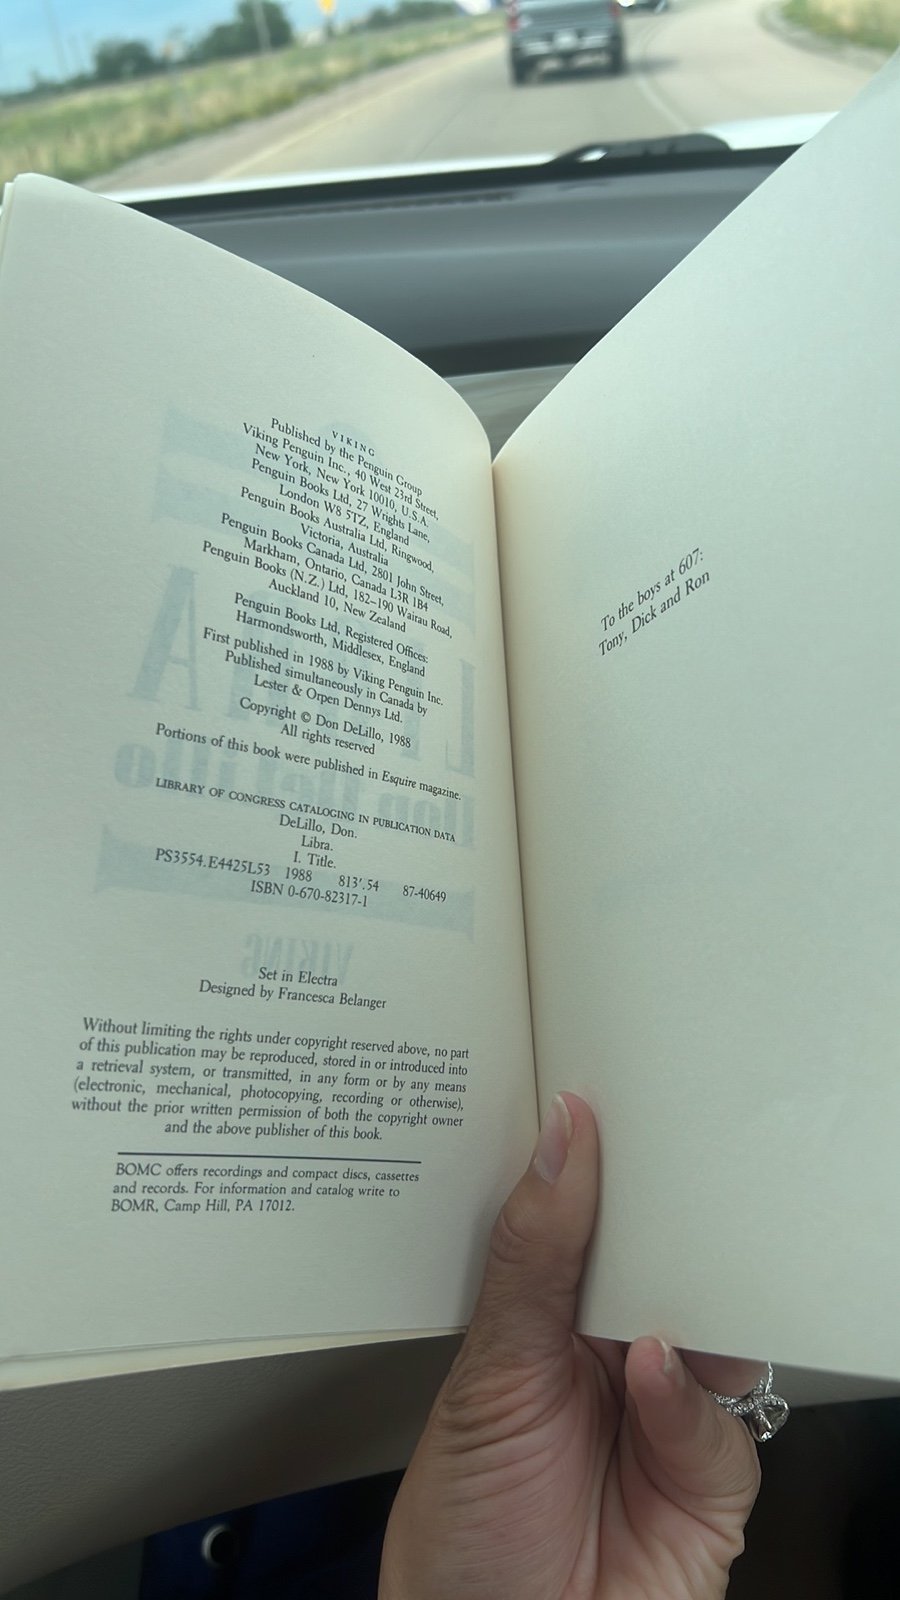 VIKING
Published by the Penguin Group
Viking Penguin Inc., 40 West 23rd Street,
New York, New York 10010, U.S.A.
Penguin Books Ltd, 27 Wrights Lane,
London W8 5TZ, England
Penguin Books Australia Ltd, Ringwood,
Victoria, Australia
Penguin Books Canada Ltd, 2801 John Street,
Markham, Ontario, Canada L3R 1B4
Penguin Books (N.Z.) Ltd, 182–190 Wairau Road,
Auckland 10, New Zealand
Penguin Books Ltd, Registered Offices:
Harmondsworth, Middlesex, England
First published in 1988 by Viking Penguin Inc.
Published simultaneously in Canada by
Lester & Orpen Dennys Ltd.
Copyright © Don DeLillo, 1988
All rights reserved
Portions of this book were published in Esquire magazine.
LIBRARY OF CONGRESS CATALOGING IN PUBLICATION DATA
DeLillo, Don.
Libra.
I. Title.
PS3554.E4425L53 1988 813'.54 87-40649
ISBN 0-670-82317-1
Set in Electra
Designed by Francesca Belanger
Without limiting the rights under copyright reserved above, no part
of this publication may be reproduced, stored in or introduced into
a retrieval system, or transmitted, in any form or by any means
(electronic, mechanical, photocopying, recording or otherwise),
without the prior written permission of both the copyright owner
and the above publisher of this book.
BOMC offers recordings and compact discs, cassettes
and records. For information and catalog write to
BOMR, Camp Hill, PA 17012.
To the boys at 607:
Tony, Dick and Ron